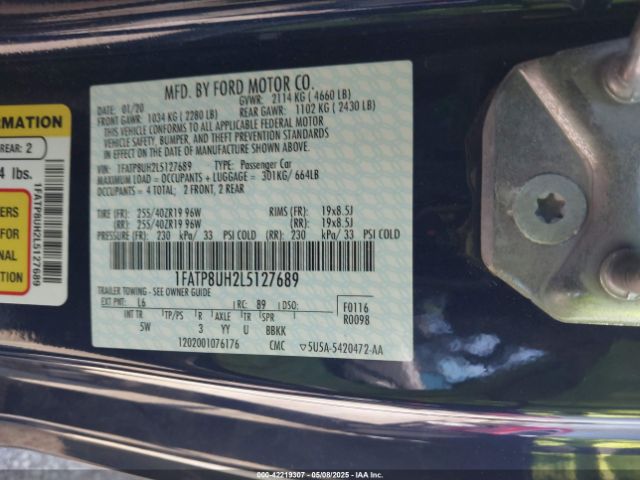 MFD. BY FORD MOTOR CO.
DATE: 01/20 GVWR: 2114 KG ( 4660 LB)
FRONT GAWR: 1034 KG ( 2280 LB) REAR GAWR: 1102 KG ( 2430 LB)
THIS VEHICLE CONFORMS TO ALL APPLICABLE FEDERAL MOTOR
VEHICLE SAFETY, BUMPER, AND THEFT PREVENTION STANDARDS
IN EFFECT ON THE DATE OF MANUFACTURE SHOWN ABOVE.
VIN: 1FATP8UH2L5127689 TYPE: Passenger Car
MAXIMUM LOAD = OCCUPANTS + LUGGAGE = 301KG/ 664LB
OCCUPANTS = 4 TOTAL; 2 FRONT, 2 REAR
TIRE (FR): 255/40ZR19 96W RIMS (FR): 19x8.5J
(RR): 255/40ZR19 96W (RR): 19x8.5J
PRESSURE (FR): 230 kPa/ 33 PSI COLD (RR): 230 kPa/ 33 PSI COLD
1FATP8UH2L5127689
TRAILER TOWING - SEE OWNER GUIDE
EXT PNT: L6 RC: 89 DSO: F0116
INT TR TP/PS R AXLE TR SPR R0098
5W 3 YY U BBKK
1202001076176 CMC ▽5U5A-5420472-AA
RMATION
REAR: 2
4 lbs.
ERS
TO
1FATP8UH2L5127689
000-42219307 - 05/08/2025 - IAAHOLDINGS, LLC